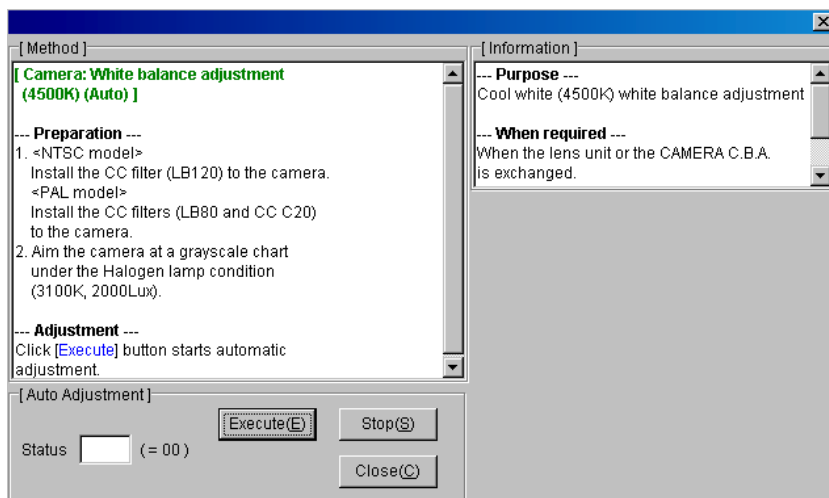 [ Method ]
[ Camera: White balance adjustment
(4500K) (Auto) ]
--- Preparation ---
1. <NTSC model>
Install the CC filter (LB120) to the camera.
<PAL model>
Install the CC filters (LB80 and CC C20)
to the camera.
2. Aim the camera at a grayscale chart
under the Halogen lamp condition
(3100K, 2000Lux).
--- Adjustment ---
Click [Execute] button starts automatic
adjustment.
[ Information ]
--- Purpose ---
Cool white (4500K) white balance adjustment
--- When required ---
When the lens unit or the CAMERA C.B.A.
is exchanged.
[ Auto Adjustment ]
Status ( = 00 )
Execute(E)
Stop(S)
Close(C)